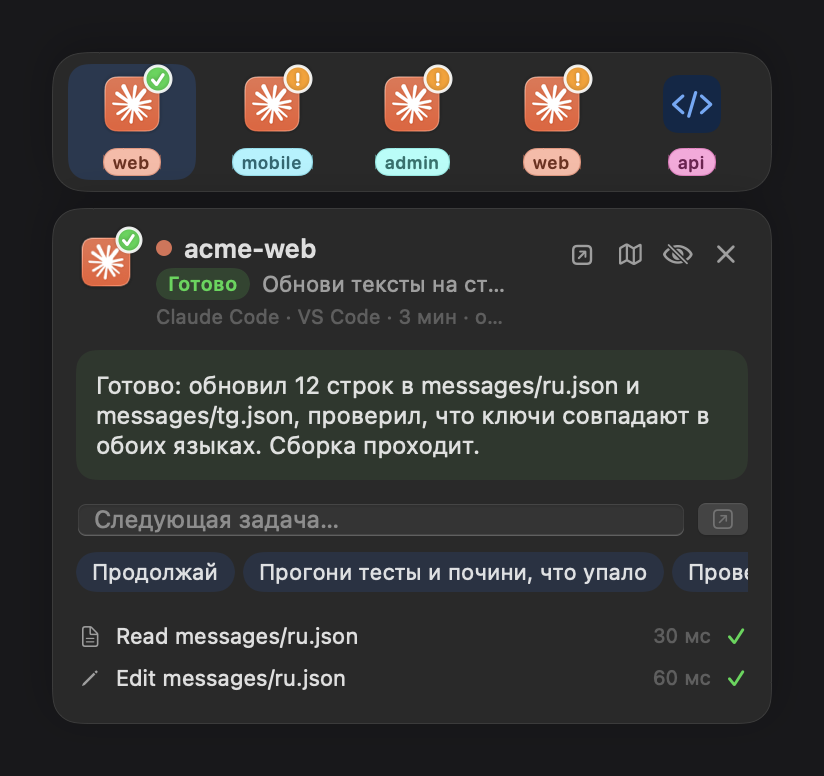 web
mobile
admin
web
api
acme-web
Готово Обнови тексты на ст...
Claude Code · VS Code · 3 мин · о...
Готово: обновил 12 строк в messages/ru.json и
messages/tg.json, проверил, что ключи совпадают в
обоих языках. Сборка проходит.
Следующая задача...
Продолжай Прогони тесты и почини, что упало Прове
Read messages/ru.json 30 мс
Edit messages/ru.json 60 мс